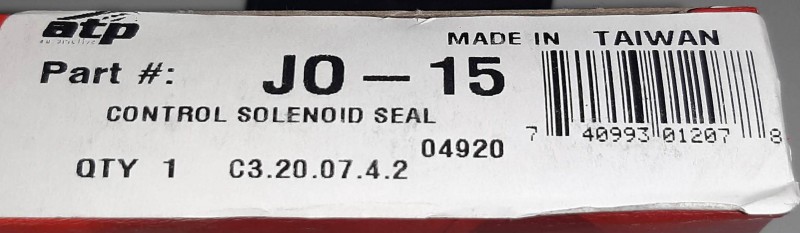 atp
automotive
MADE IN TAIWAN
Part #: JO-15
CONTROL SOLENOID SEAL
04920
7 40993 01207 8
QTY 1 C3.20.07.4.2